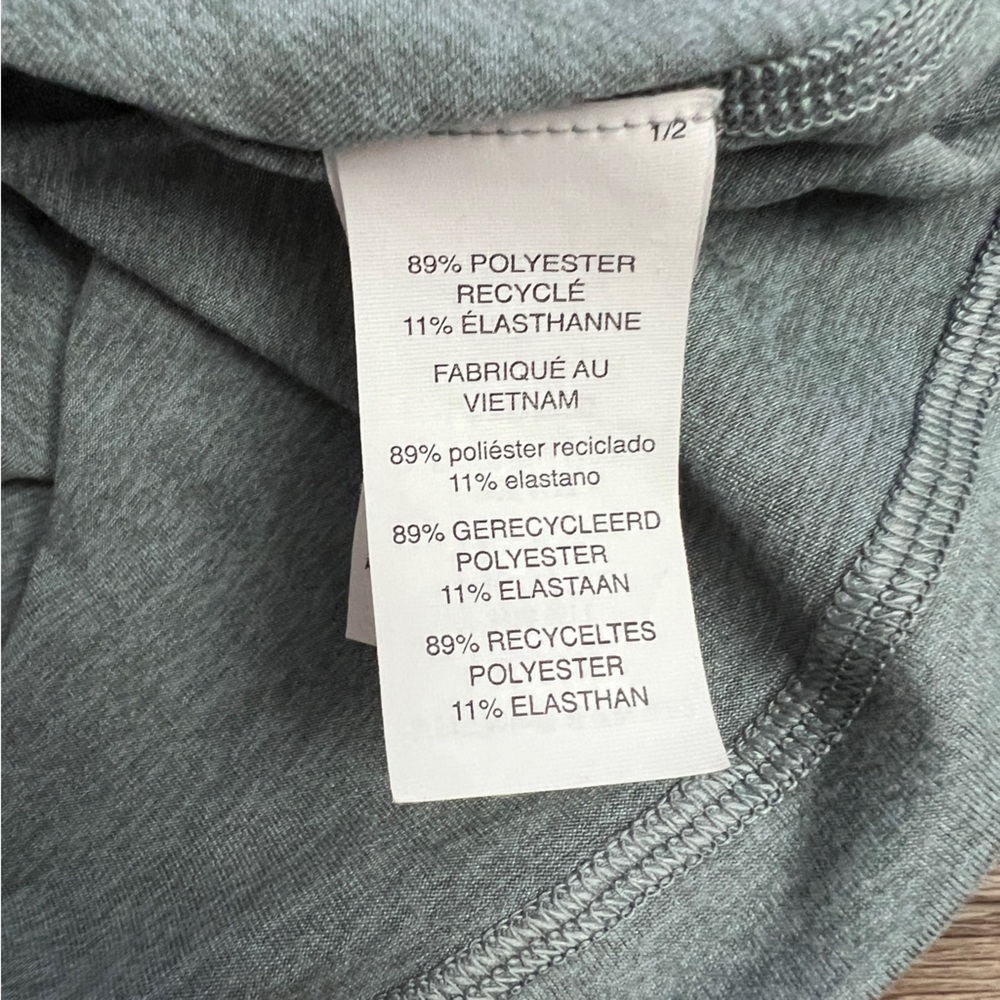 1/2
89% POLYESTER
RECYCLÉ
11% ÉLASTHANNE
FABRIQUÉ AU
VIETNAM
89% poliéster reciclado
11% elastano
89% GERECYCLEERD
POLYESTER
11% ELASTAAN
89% RECYCELTES
POLYESTER
11% ELASTHAN